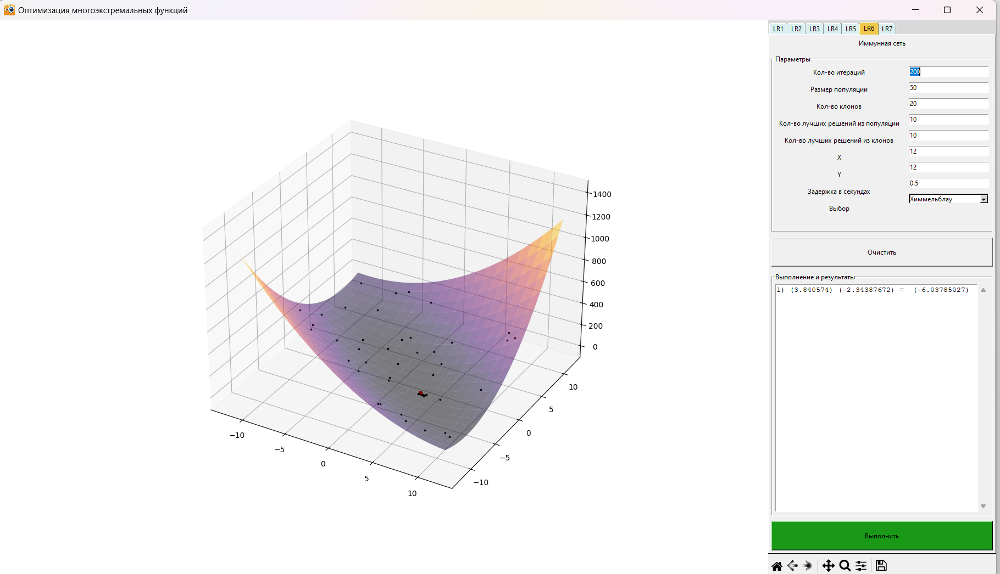 Оптимизация многоэкстремальных функций
LR1 LR2 LR3 LR4 LR5 LR6 LR7
Иммунная сеть
Параметры
Кол-во итераций 200
Размер популяции 50
Кол-во клонов 20
Кол-во лучших решений из популяции 10
Кол-во лучших решений из клонов 10
X 12
Y 12
Задержка в секундах 0.5
Выбор Химмельблау
Очистить
Выполнение и результаты
1) (3.840574) (-2.34387672) = (-6.03785027)
Выполнить
1400
1200
1000
800
600
400
200
0
10
5
0
−5
−10
−10
−5
0
5
10